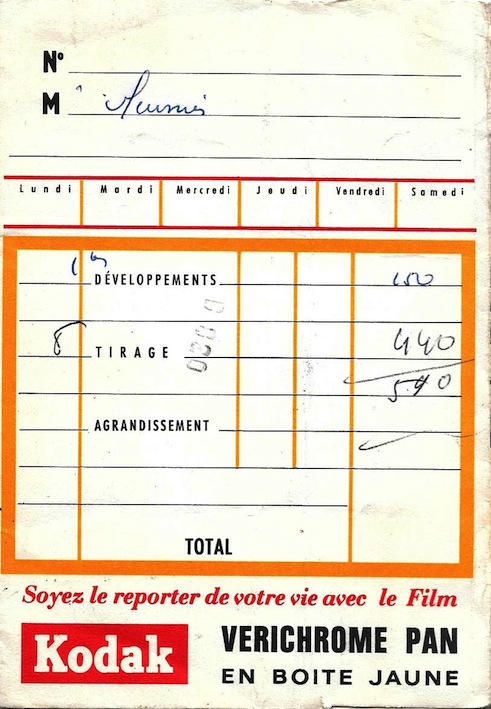 Nº
M
Lundi Mardi Mercredi Jeudi Vendredi Samedi
DÉVELOPPEMENTS 150
8 TIRAGE 440
590
AGRANDISSEMENT
TOTAL
Soyez le reporter de votre vie avec le Film
Kodak VERICHROME PAN
EN BOITE JAUNE